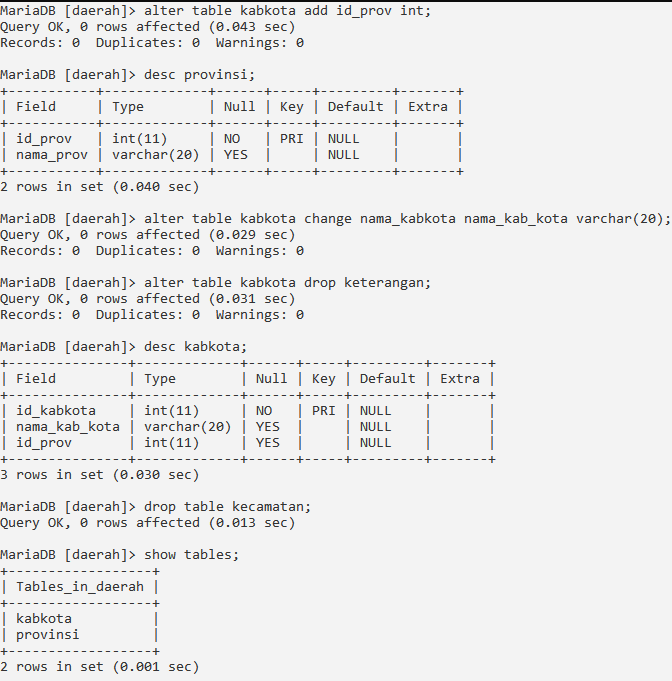 MariaDB [daerah]> alter table kabkota add id_prov int;
Query OK, 0 rows affected (0.043 sec)
Records: 0  Duplicates: 0  Warnings: 0

MariaDB [daerah]> desc provinsi;
+-----------+-------------+------+-----+---------+-------+
| Field     | Type        | Null | Key | Default | Extra |
+-----------+-------------+------+-----+---------+-------+
| id_prov   | int(11)     | NO   | PRI | NULL    |       |
| nama_prov | varchar(20) | YES  |     | NULL    |       |
+-----------+-------------+------+-----+---------+-------+
2 rows in set (0.040 sec)

MariaDB [daerah]> alter table kabkota change nama_kabkota nama_kab_kota varchar(20);
Query OK, 0 rows affected (0.029 sec)
Records: 0  Duplicates: 0  Warnings: 0

MariaDB [daerah]> alter table kabkota drop keterangan;
Query OK, 0 rows affected (0.031 sec)
Records: 0  Duplicates: 0  Warnings: 0

MariaDB [daerah]> desc kabkota;
+---------------+-------------+------+-----+---------+-------+
| Field         | Type        | Null | Key | Default | Extra |
+---------------+-------------+------+-----+---------+-------+
| id_kabkota    | int(11)     | NO   | PRI | NULL    |       |
| nama_kab_kota | varchar(20) | YES  |     | NULL    |       |
| id_prov       | int(11)     | YES  |     | NULL    |       |
+---------------+-------------+------+-----+---------+-------+
3 rows in set (0.030 sec)

MariaDB [daerah]> drop table kecamatan;
Query OK, 0 rows affected (0.013 sec)

MariaDB [daerah]> show tables;
+------------------+
| Tables_in_daerah |
+------------------+
| kabkota          |
| provinsi         |
+------------------+
2 rows in set (0.001 sec)